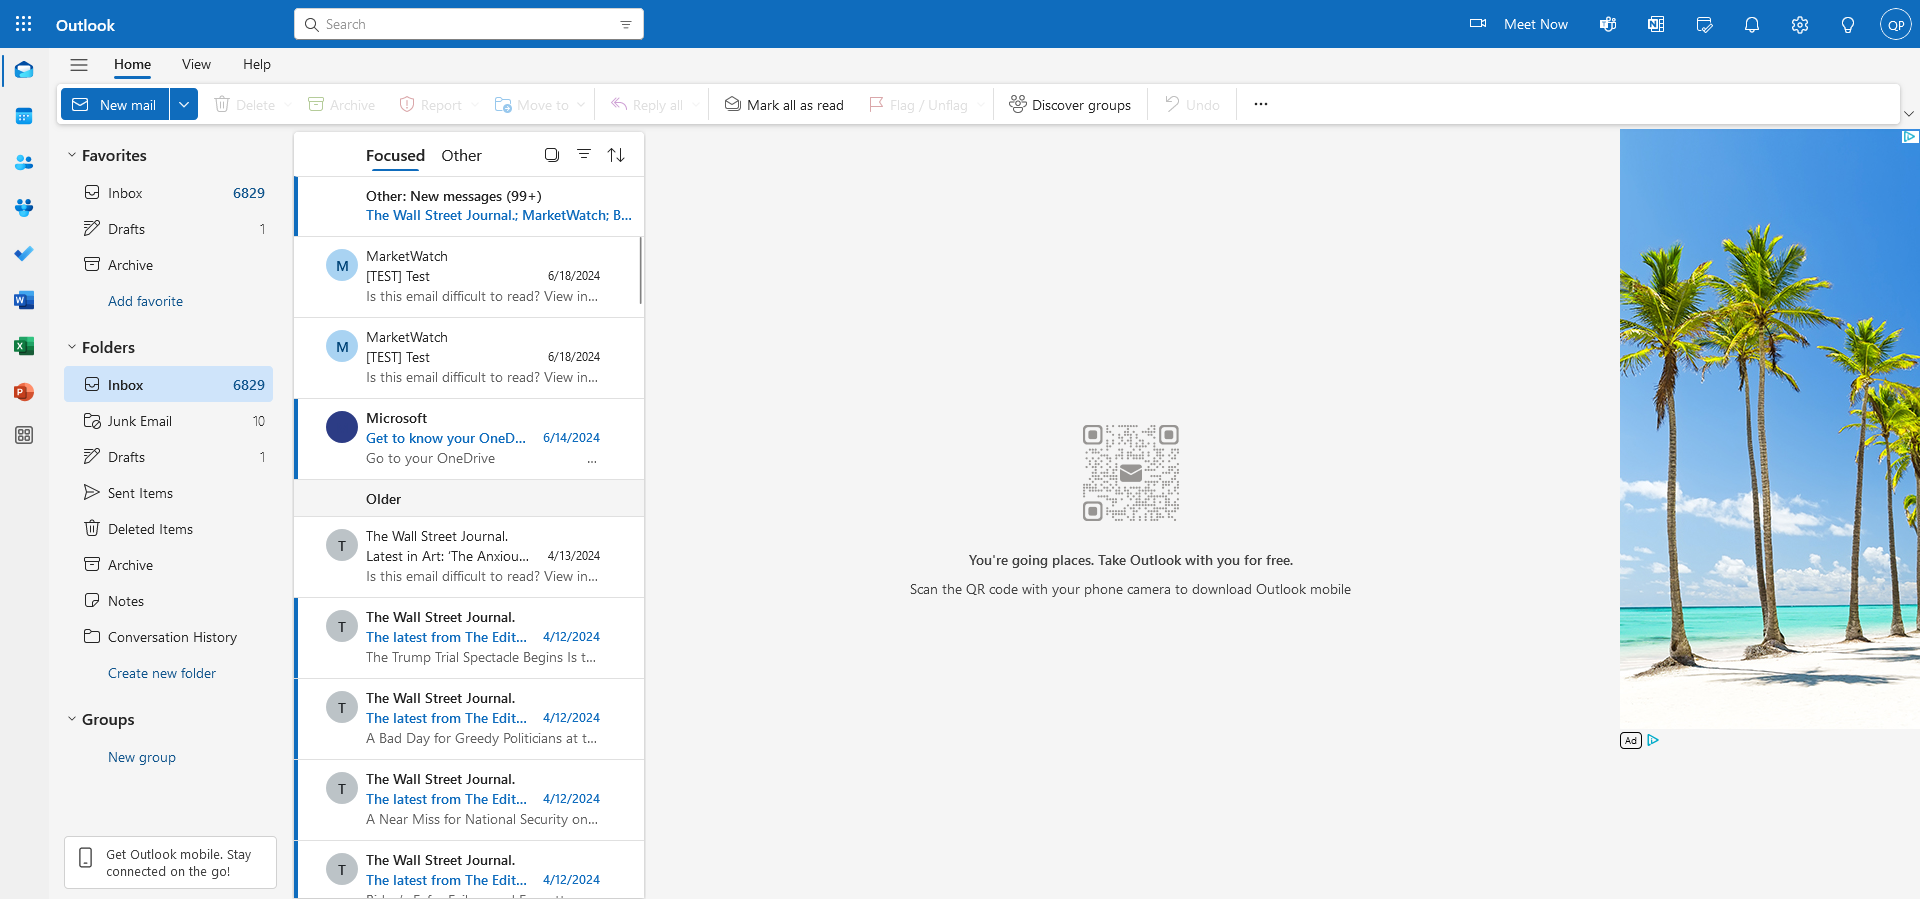 Outlook
Search
Meet Now
QP
Home
View
Help
New mail
Delete
Archive
Report
Move to
Reply all
Mark all as read
Flag / Unflag
Discover groups
Undo
Favorites
Inbox 6829
Drafts 1
Archive
Add favorite
Folders
Inbox 6829
Junk Email 10
Drafts 1
Sent Items
Deleted Items
Archive
Notes
Conversation History
Create new folder
Groups
New group
Get Outlook mobile. Stay
connected on the go!
Focused Other
Other: New messages (99+)
The Wall Street Journal.; MarketWatch; B...
M
MarketWatch
[TEST] Test 6/18/2024
Is this email difficult to read? View in...
M
MarketWatch
[TEST] Test 6/18/2024
Is this email difficult to read? View in...
Microsoft
Get to know your OneD... 6/14/2024
Go to your OneDrive ...
Older
T
The Wall Street Journal.
Latest in Art: 'The Anxiou... 4/13/2024
Is this email difficult to read? View in...
T
The Wall Street Journal.
The latest from The Edit... 4/12/2024
The Trump Trial Spectacle Begins Is t...
T
The Wall Street Journal.
The latest from The Edit... 4/12/2024
A Bad Day for Greedy Politicians at t...
T
The Wall Street Journal.
The latest from The Edit... 4/12/2024
A Near Miss for National Security on...
T
The Wall Street Journal.
The latest from The Edit... 4/12/2024
You're going places. Take Outlook with you for free.
Scan the QR code with your phone camera to download Outlook mobile
Ad